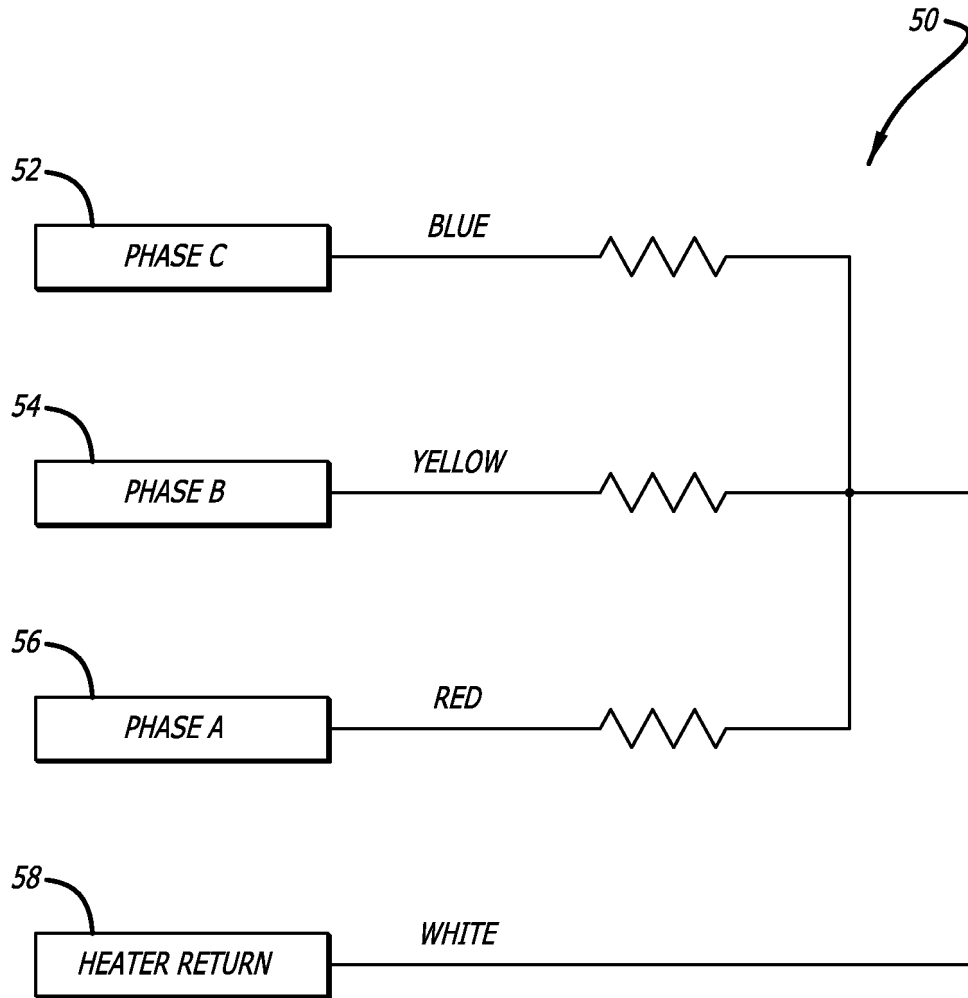 50
52
PHASE C
BLUE
54
PHASE B
YELLOW
56
PHASE A
RED
58
HEATER RETURN
WHITE